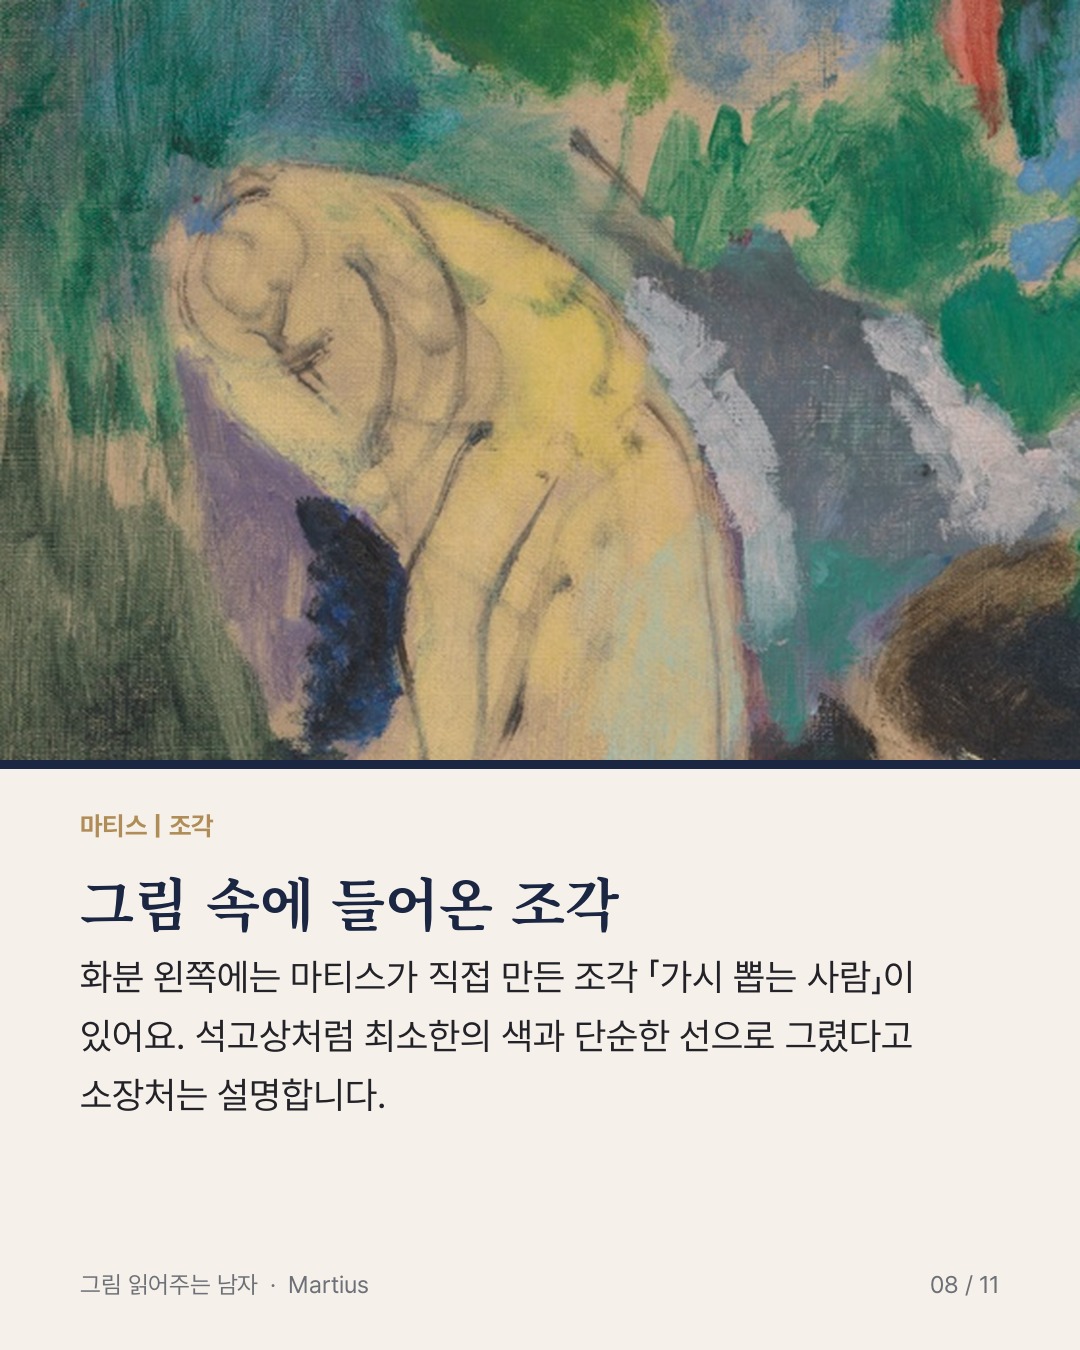 마티스 | 조각
그림 속에 들어온 조각
화분 왼쪽에는 마티스가 직접 만든 조각 「가시 뽑는 사람」이
있어요. 석고상처럼 최소한의 색과 단순한 선으로 그렸다고
소장처는 설명합니다.
그림 읽어주는 남자 · Martius
08 / 11